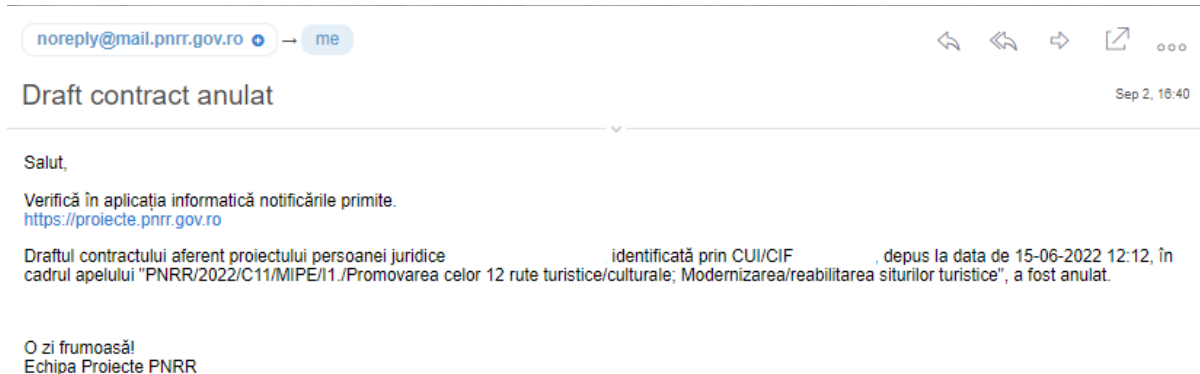 noreply@mail.pnrr.gov.ro → me
Draft contract anulat
Sep 2, 16:40
Salut,
Verifică în aplicația informatică notificările primite.
https://proiecte.pnrr.gov.ro
Draftul contractului aferent proiectului persoanei juridice identificată prin CUI/CIF , depus la data de 15-06-2022 12:12, în
cadrul apelului "PNRR/2022/C11/MIPE/I1./Promovarea celor 12 rute turistice/culturale; Modernizarea/reabilitarea siturilor turistice", a fost anulat.
O zi frumoasă!
Echipa Proiecte PNRR